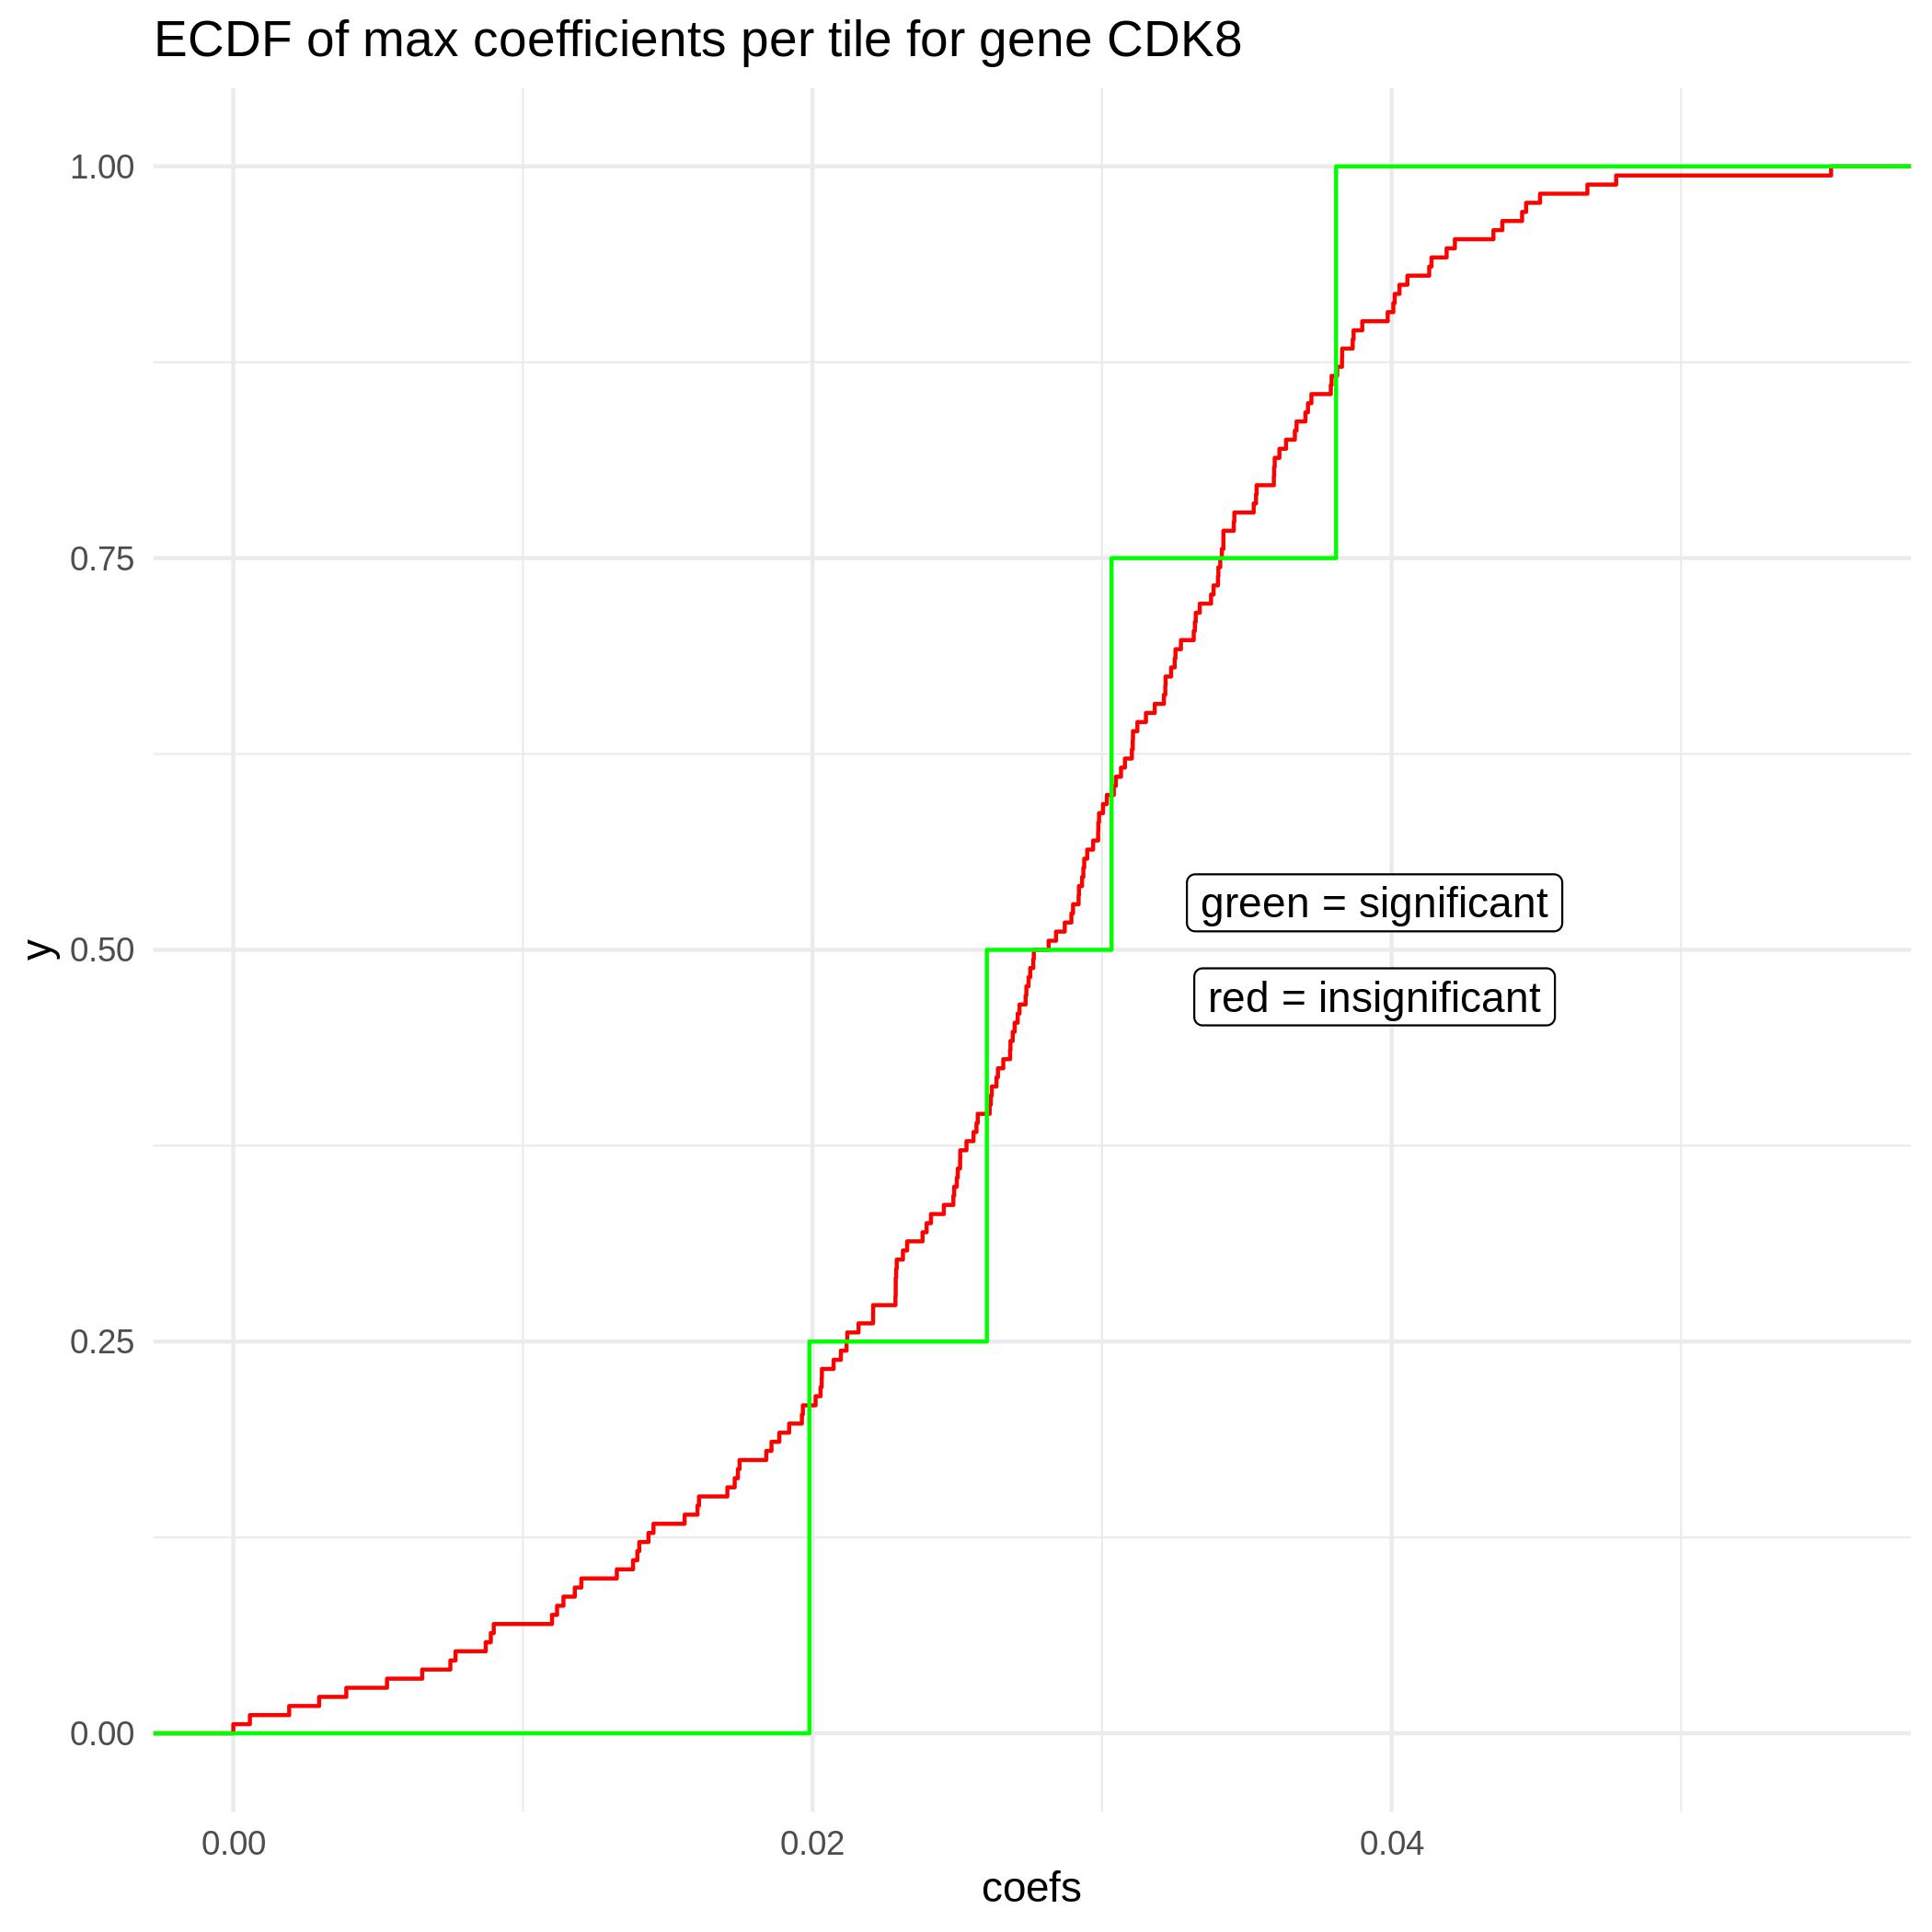 ECDF of max coefficients per tile for gene CDK8
1.00
0.75
0.50
0.25
0.00
y
green = significant
red = insignificant
0.00 0.02 0.04
coefs